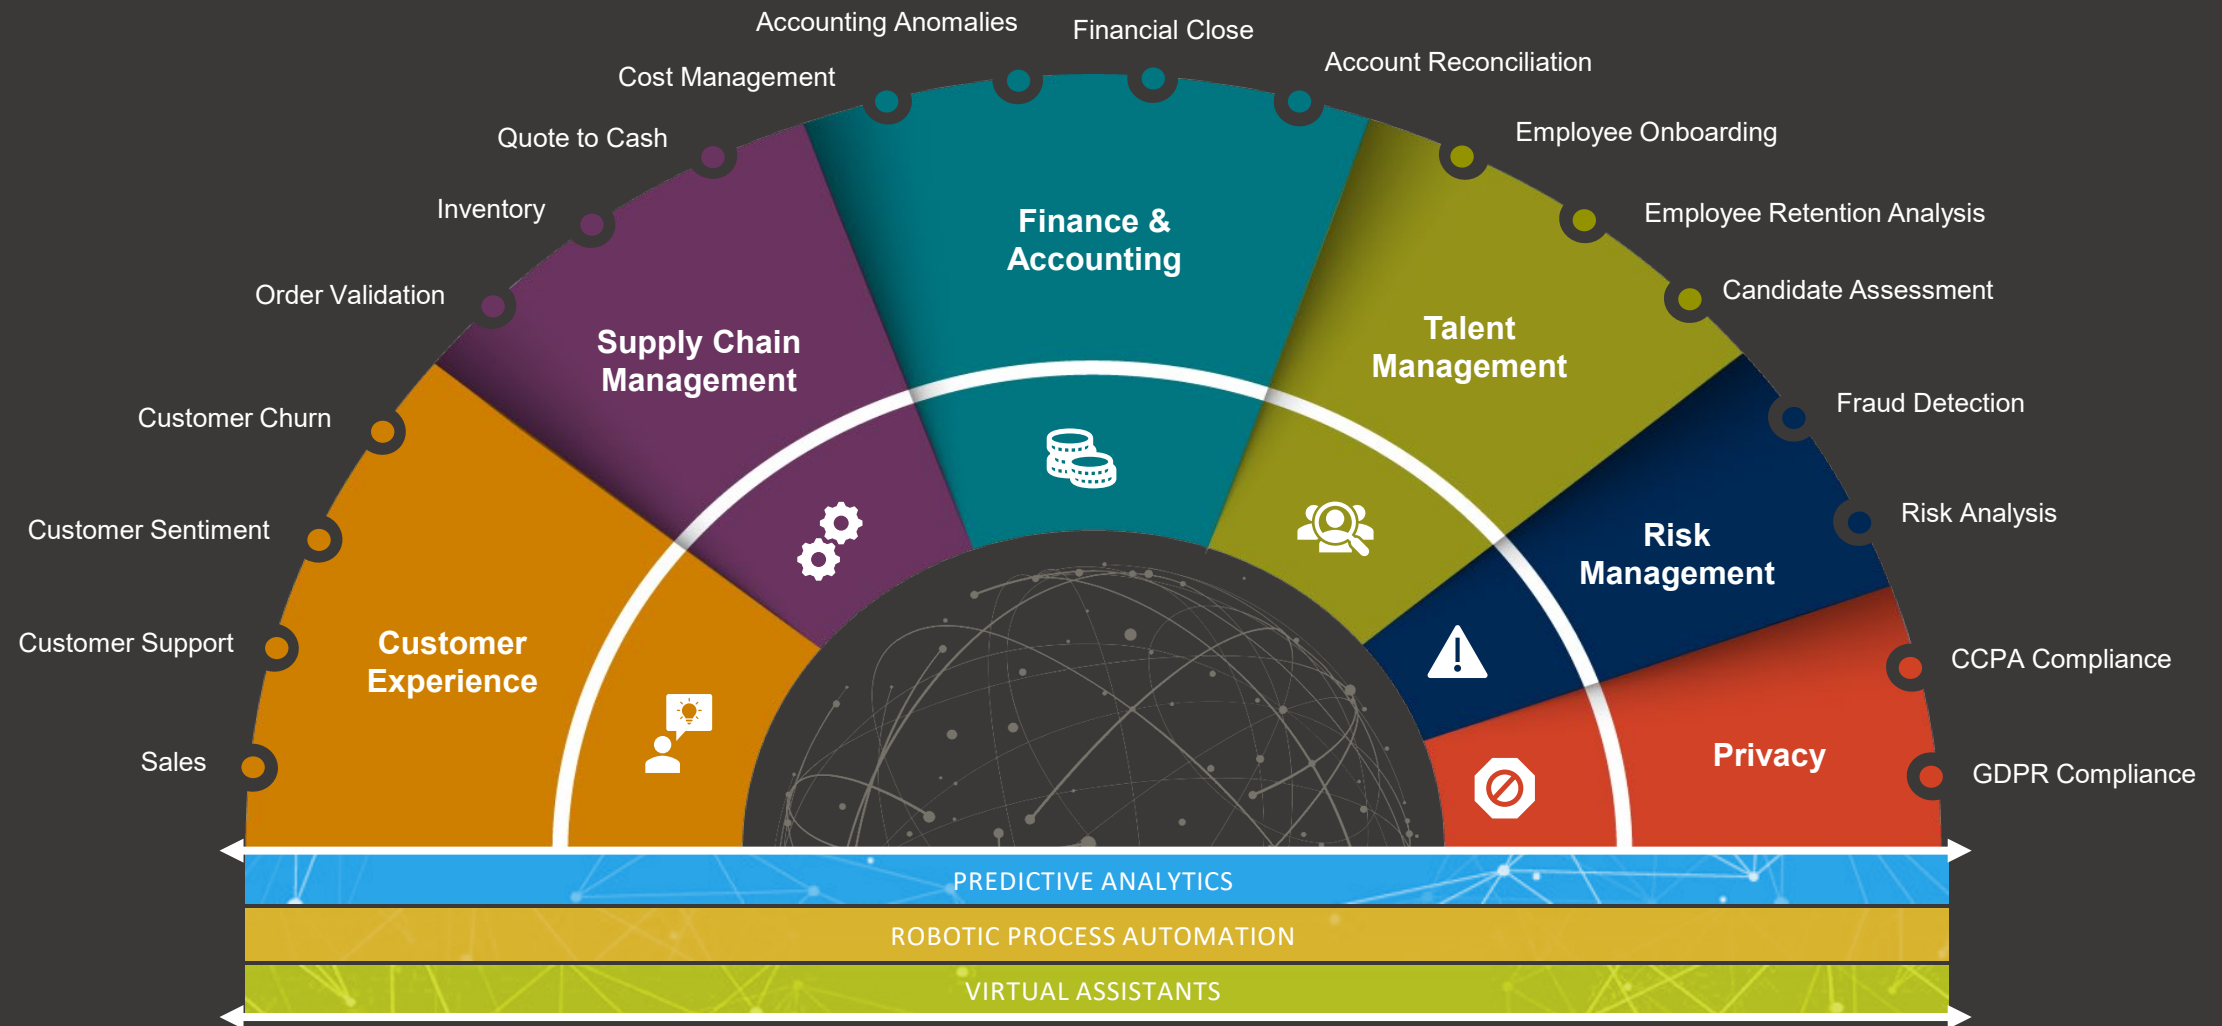 Accounting Anomalies
Financial Close
Account Reconciliation
Cost Management
Quote to Cash
Employee Onboarding
Inventory
Employee Retention Analysis
Order Validation
Candidate Assessment
Finance &
Accounting
Supply Chain
Management
Talent
Management
Customer Churn
Fraud Detection
Customer Sentiment
Risk Analysis
Risk
Management
Customer Support
Customer
Experience
CCPA Compliance
Sales
Privacy
GDPR Compliance
PREDICTIVE ANALYTICS
ROBOTIC PROCESS AUTOMATION
VIRTUAL ASSISTANTS